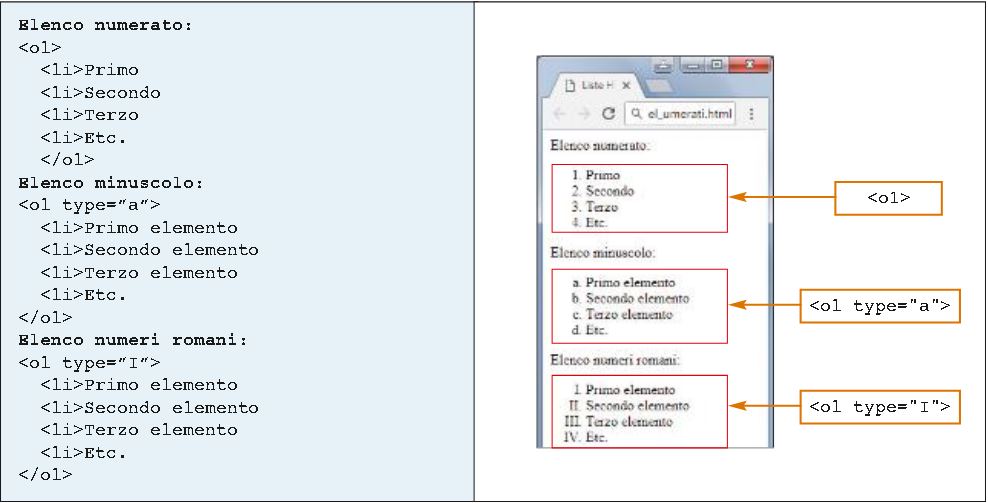 Elenco numerato:
<ol>
<li>Primo
<li>Secondo
<li>Terzo
<li>Etc.
</ol>
Elenco minuscolo:
<ol type="a">
<li>Primo elemento
<li>Secondo elemento
<li>Terzo elemento
<li>Etc.
</ol>
Elenco numeri romani:
<ol type="I">
<li>Primo elemento
<li>Secondo elemento
<li>Terzo elemento
<li>Etc.
</ol>
Liste H
el_umerati.html
Elenco numerato:
1. Primo
2. Secondo
3. Terzo
4. Etc.
<ol>
Elenco minuscolo:
a. Primo elemento
b. Secondo elemento
c. Terzo elemento
d. Etc.
<ol type="a">
Elenco numeri romani:
I. Primo elemento
II. Secondo elemento
III. Terzo elemento
IV. Etc.
<ol type="I">